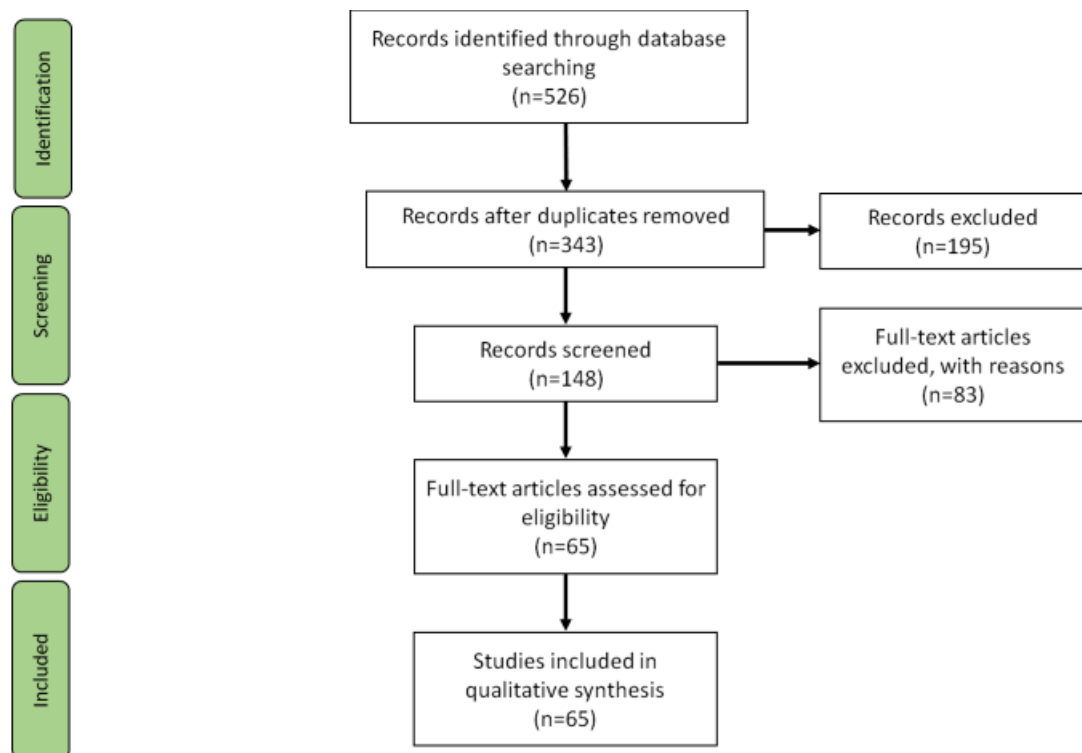 Identification
Records identified through database
searching
(n=526)
Records after duplicates removed
(n=343)
Records excluded
(n=195)
Screening
Records screened
(n=148)
Full-text articles
excluded, with reasons
(n=83)
Eligibility
Full-text articles assessed for
eligibility
(n=65)
Included
Studies included in
qualitative synthesis
(n=65)